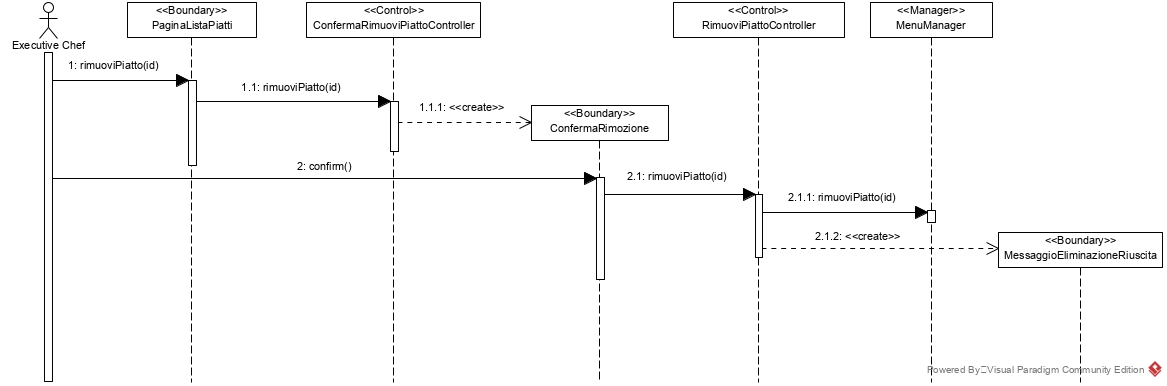 <<Boundary>>
PaginaListaPiatti
<<Control>>
ConfermaRimuoviPiattoController
<<Control>>
RimuoviPiattoController
<<Manager>>
MenuManager
Executive Chef
1: rimuoviPiatto(id)
1.1: rimuoviPiatto(id)
1.1.1: <<create>>
<<Boundary>>
ConfermaRimozione
2: confirm()
2.1: rimuoviPiatto(id)
2.1.1: rimuoviPiatto(id)
2.1.2: <<create>>
<<Boundary>>
MessaggioEliminazioneRiuscita
Powered By Visual Paradigm Community Edition